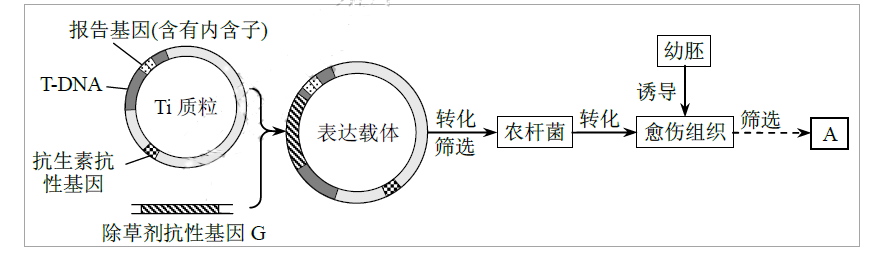 报告基因(含有内含子)
T-DNA
Ti 质粒
抗生素抗
性基因
除草剂抗性基因 G
表达载体
转化
筛选
农杆菌
转化
幼胚
诱导
愈伤组织
筛选
A